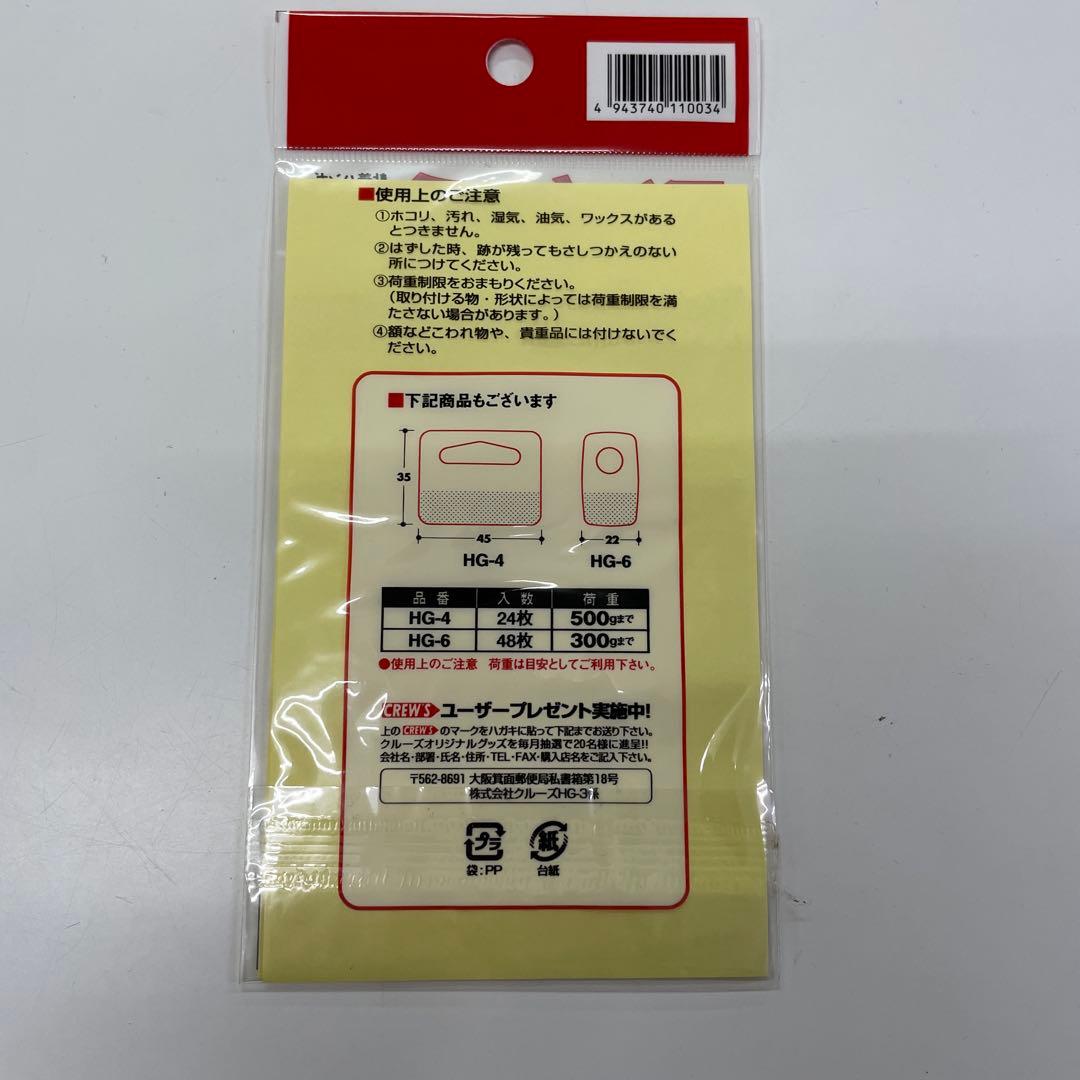 4 943740 110034
■使用上のご注意
①ホコリ、汚れ、湿気、油気、ワックスがある
とつきません。
②はずした時、跡が残ってもさしつかえのない
所につけてください。
③荷重制限をおまもりください。
(取り付ける物・形状によっては荷重制限を満
たさない場合があります。)
④額などこわれ物や、貴重品には付けないでく
ださい。
■下記商品もございます
35
45
22
HG-4
HG-6
品番 入数 荷重
HG-4 24枚 500gまで
HG-6 48枚 300gまで
●使用上のご注意 荷重は目安としてご利用下さい。
CREW'S ユーザープレゼント実施中!
上の CREW'S のマークをハガキに貼って下記までお送り下さい。
クルーズオリジナルグッズを毎月抽選で20名様に進呈!!
会社名・部署・氏名・住所・TEL・FAX・購入店名をご記入下さい。
〒562-8691 大阪箕面郵便局私書箱第18号
株式会社クルーズHG-3係
プラ
紙
袋:PP
台紙